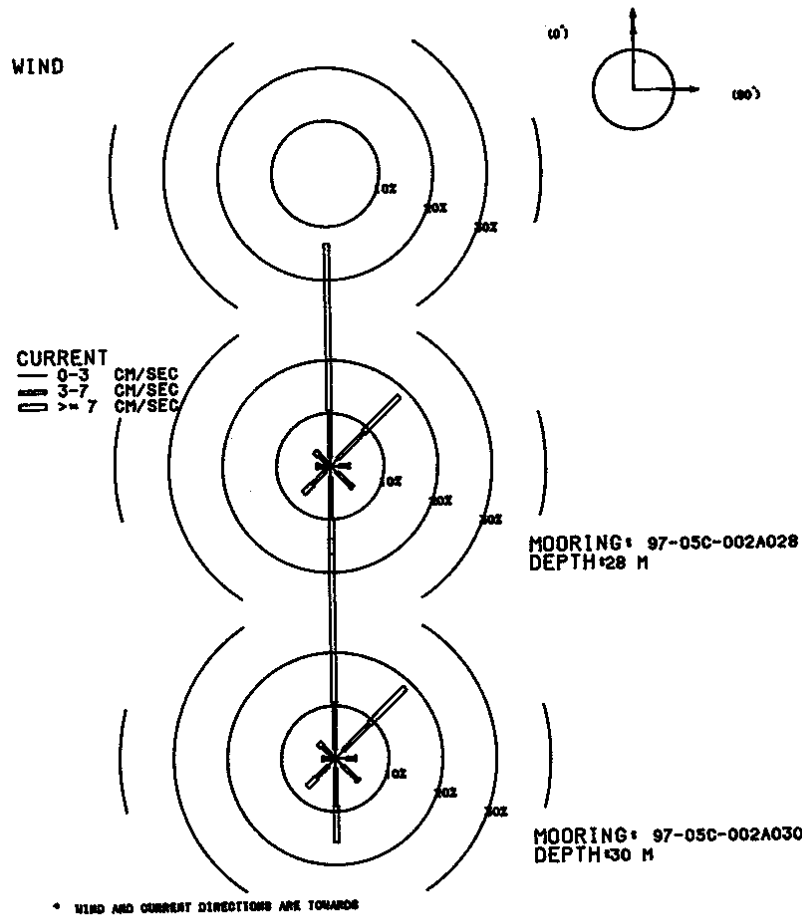 WIND
(0°)
(90°)
10%
20%
30%
CURRENT
0-3 CM/SEC
3-7 CM/SEC
>= 7 CM/SEC
10%
20%
30%
MOORING: 97-05C-002A028
DEPTH:28 M
10%
20%
30%
MOORING: 97-05C-002A030
DEPTH:30 M
* WIND AND CURRENT DIRECTIONS ARE TOWARDS